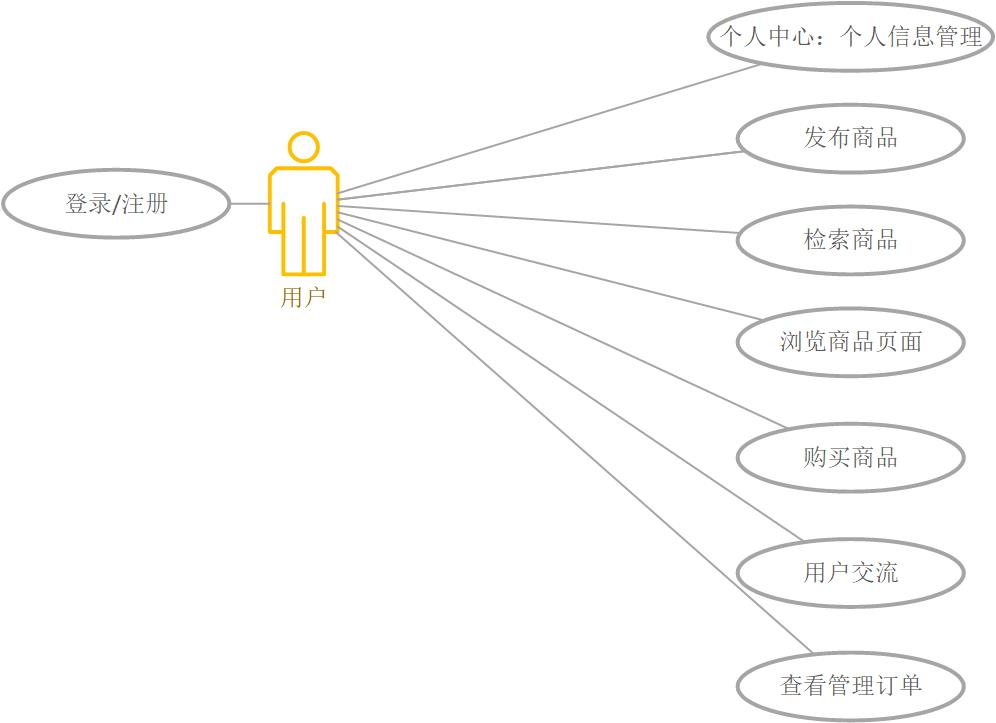 个人中心：个人信息管理
发布商品
登录/注册
检索商品
用户
浏览商品页面
购买商品
用户交流
查看管理订单